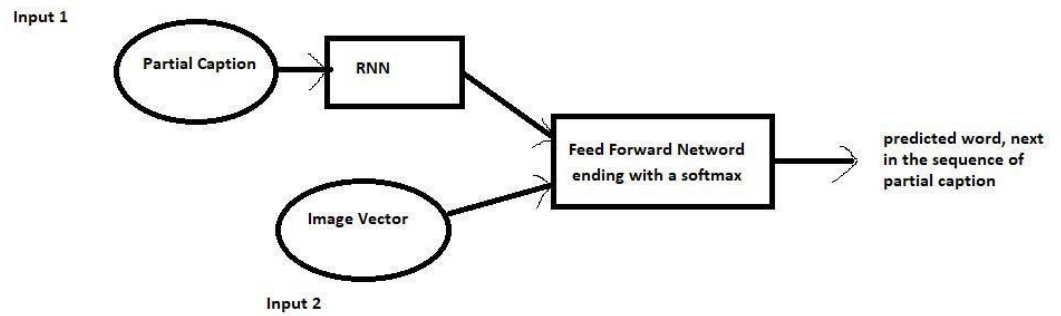 Input 1
Partial Caption
RNN
Feed Forward Netword
ending with a softmax
predicted word, next
in the sequence of
partial caption
Image Vector
Input 2